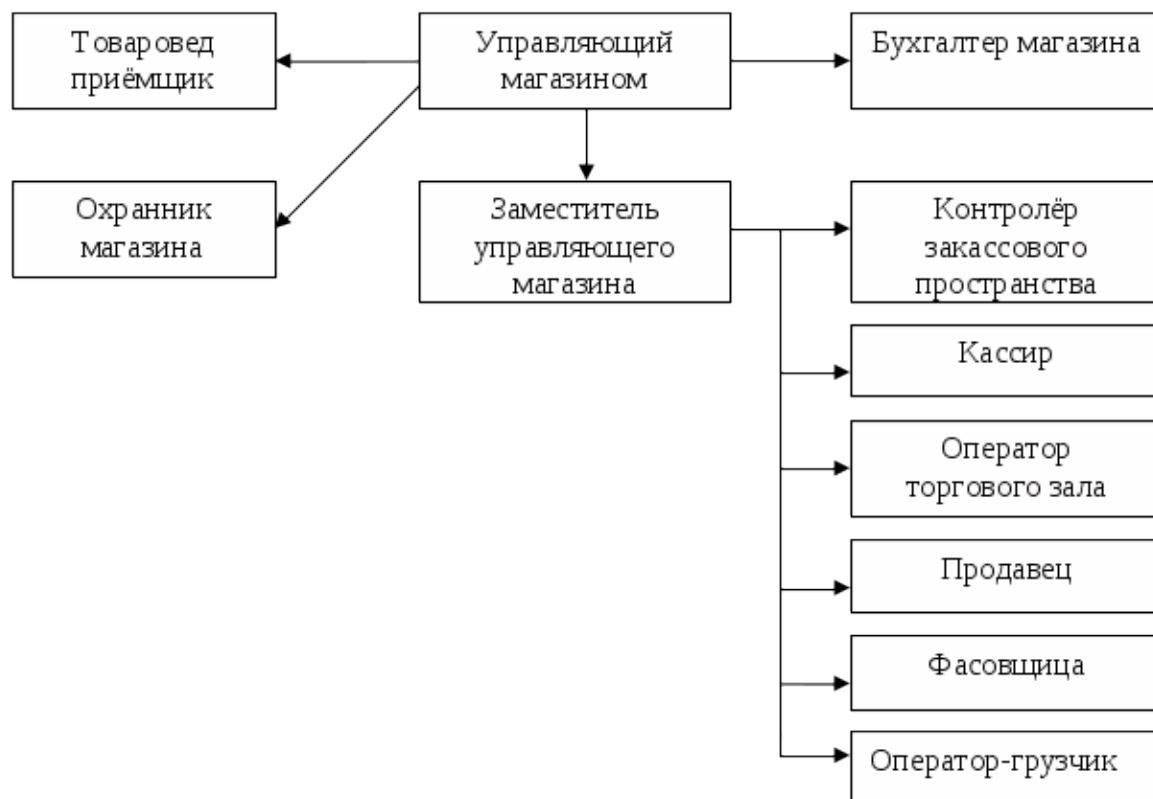 Товаровед
приёмщик
Управляющий
магазином
Бухгалтер магазина
Охранник
магазина
Заместитель
управляющего
магазина
Контролёр
закассового
пространства
Кассир
Оператор
торгового зала
Продавец
Фасовщица
Оператор-грузчик